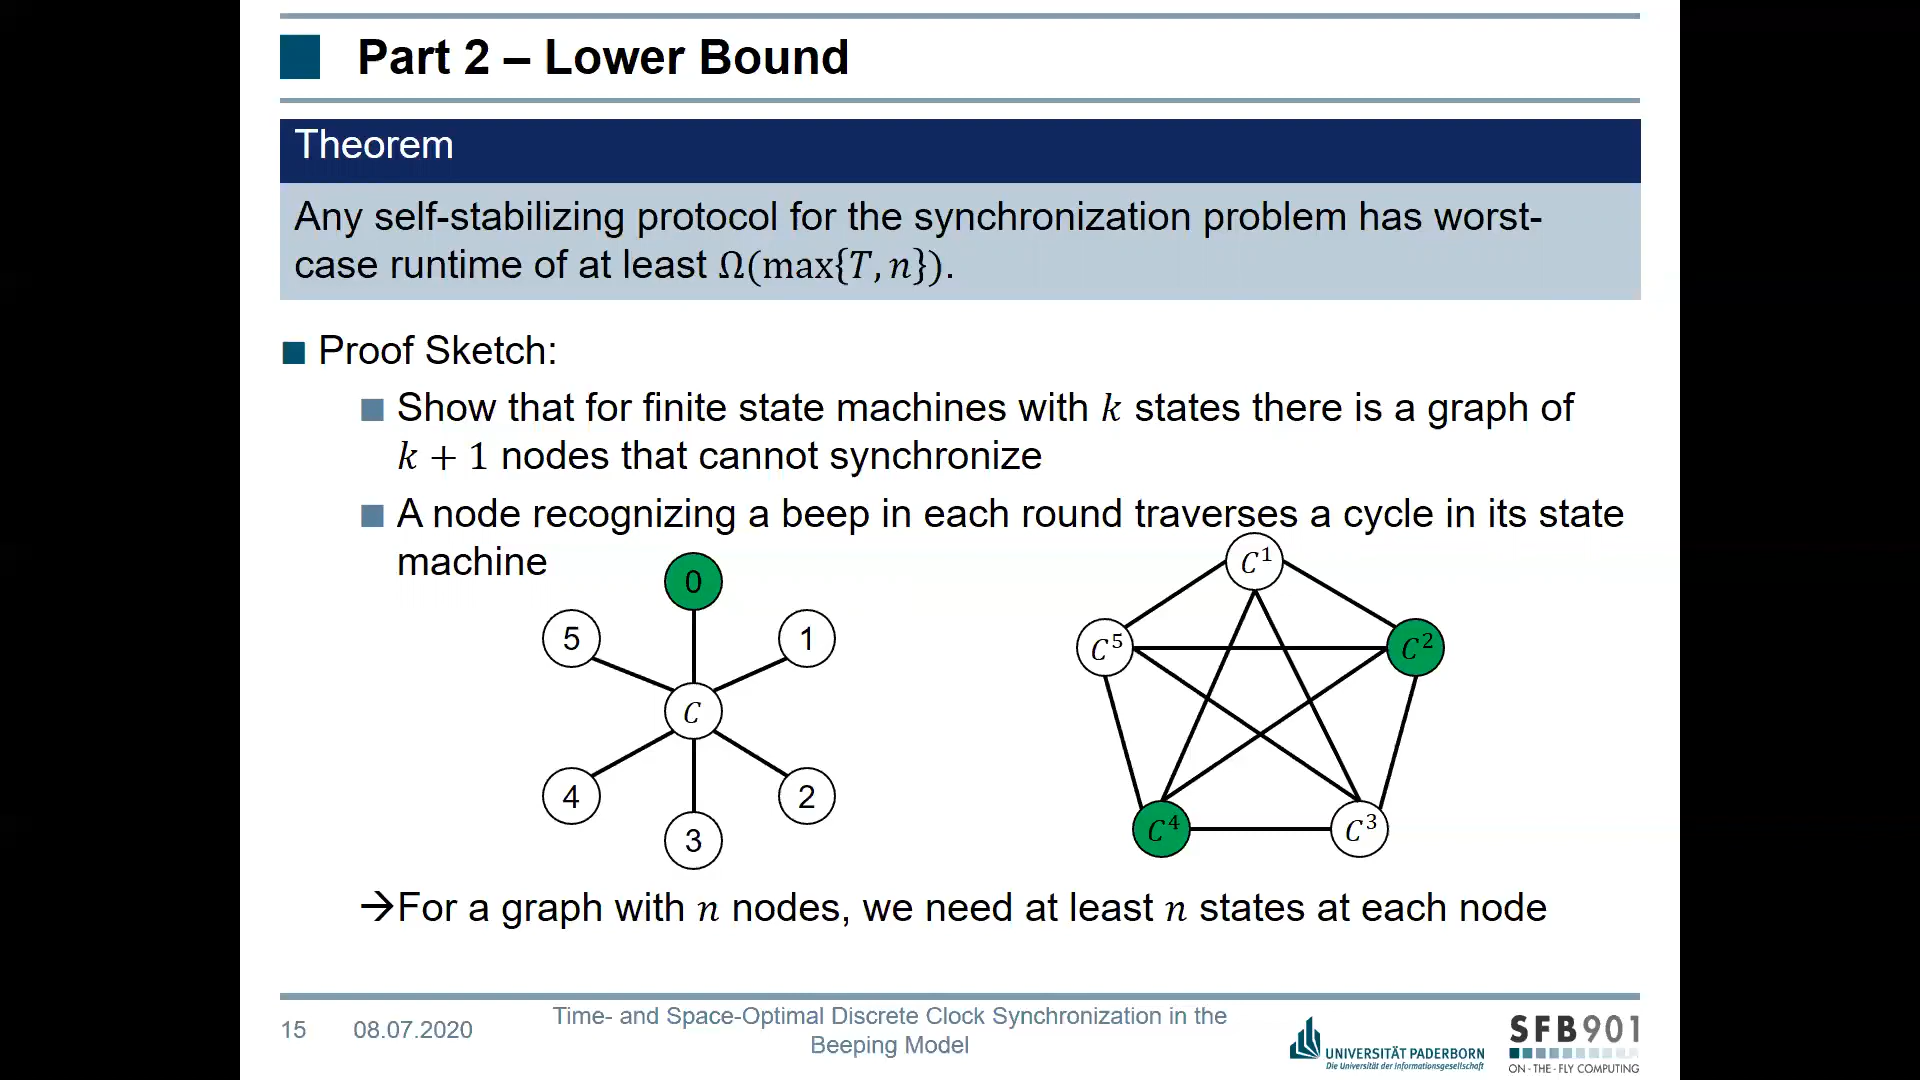 Part 2 – Lower Bound
Theorem
Any self-stabilizing protocol for the synchronization problem has worst-
case runtime of at least Ω(max{T, n}).
Proof Sketch:
Show that for finite state machines with k states there is a graph of
k + 1 nodes that cannot synchronize
A node recognizing a beep in each round traverses a cycle in its state
machine
0
5
1
C
4
2
3
C¹
C⁵
C²
C⁴
C³
→For a graph with n nodes, we need at least n states at each node
15
08.07.2020
Time- and Space-Optimal Discrete Clock Synchronization in the
Beeping Model
UNIVERSITÄT PADERBORN
Die Universität der Informationsgesellschaft
SFB901
ON-THE-FLY COMPUTING